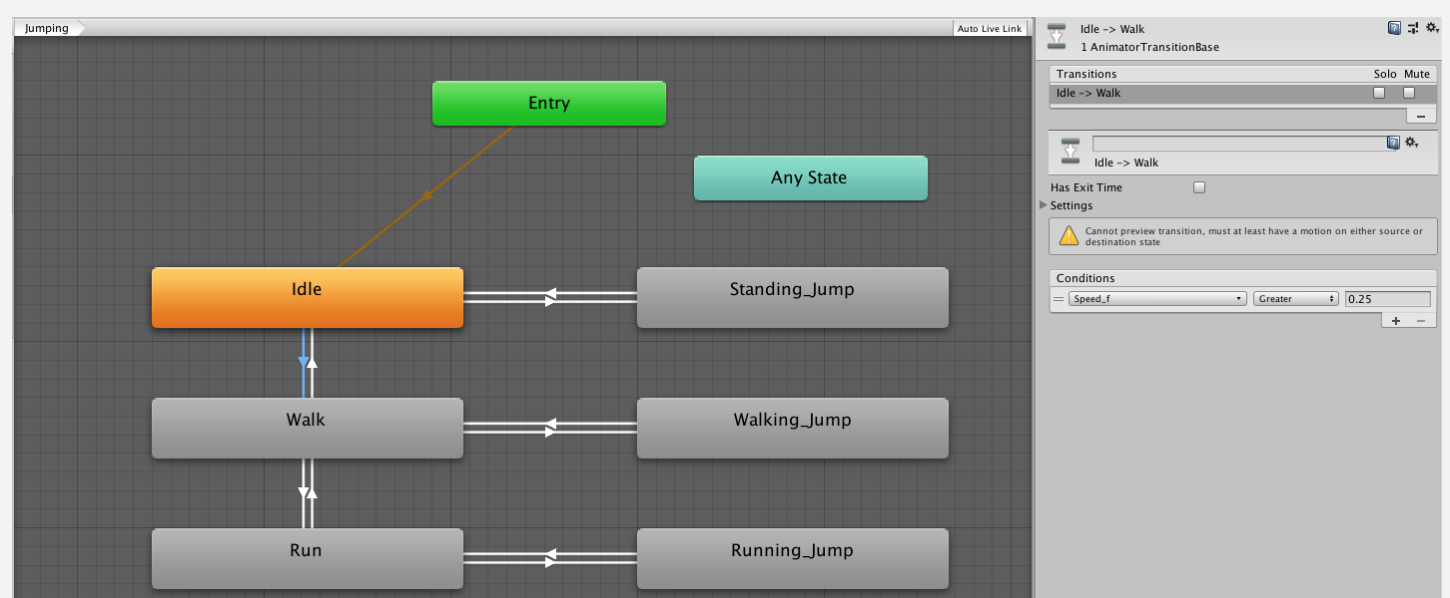 Jumping
Auto Live Link
Entry
Any State
Idle
Standing_Jump
Walk
Walking_Jump
Run
Running_Jump
Idle -> Walk
1 AnimatorTransitionBase
Transitions Solo Mute
Idle -> Walk
Idle -> Walk
Has Exit Time
Settings
Cannot preview transition, must at least have a motion on either source or
destination state
Conditions
Speed_f Greater 0.25